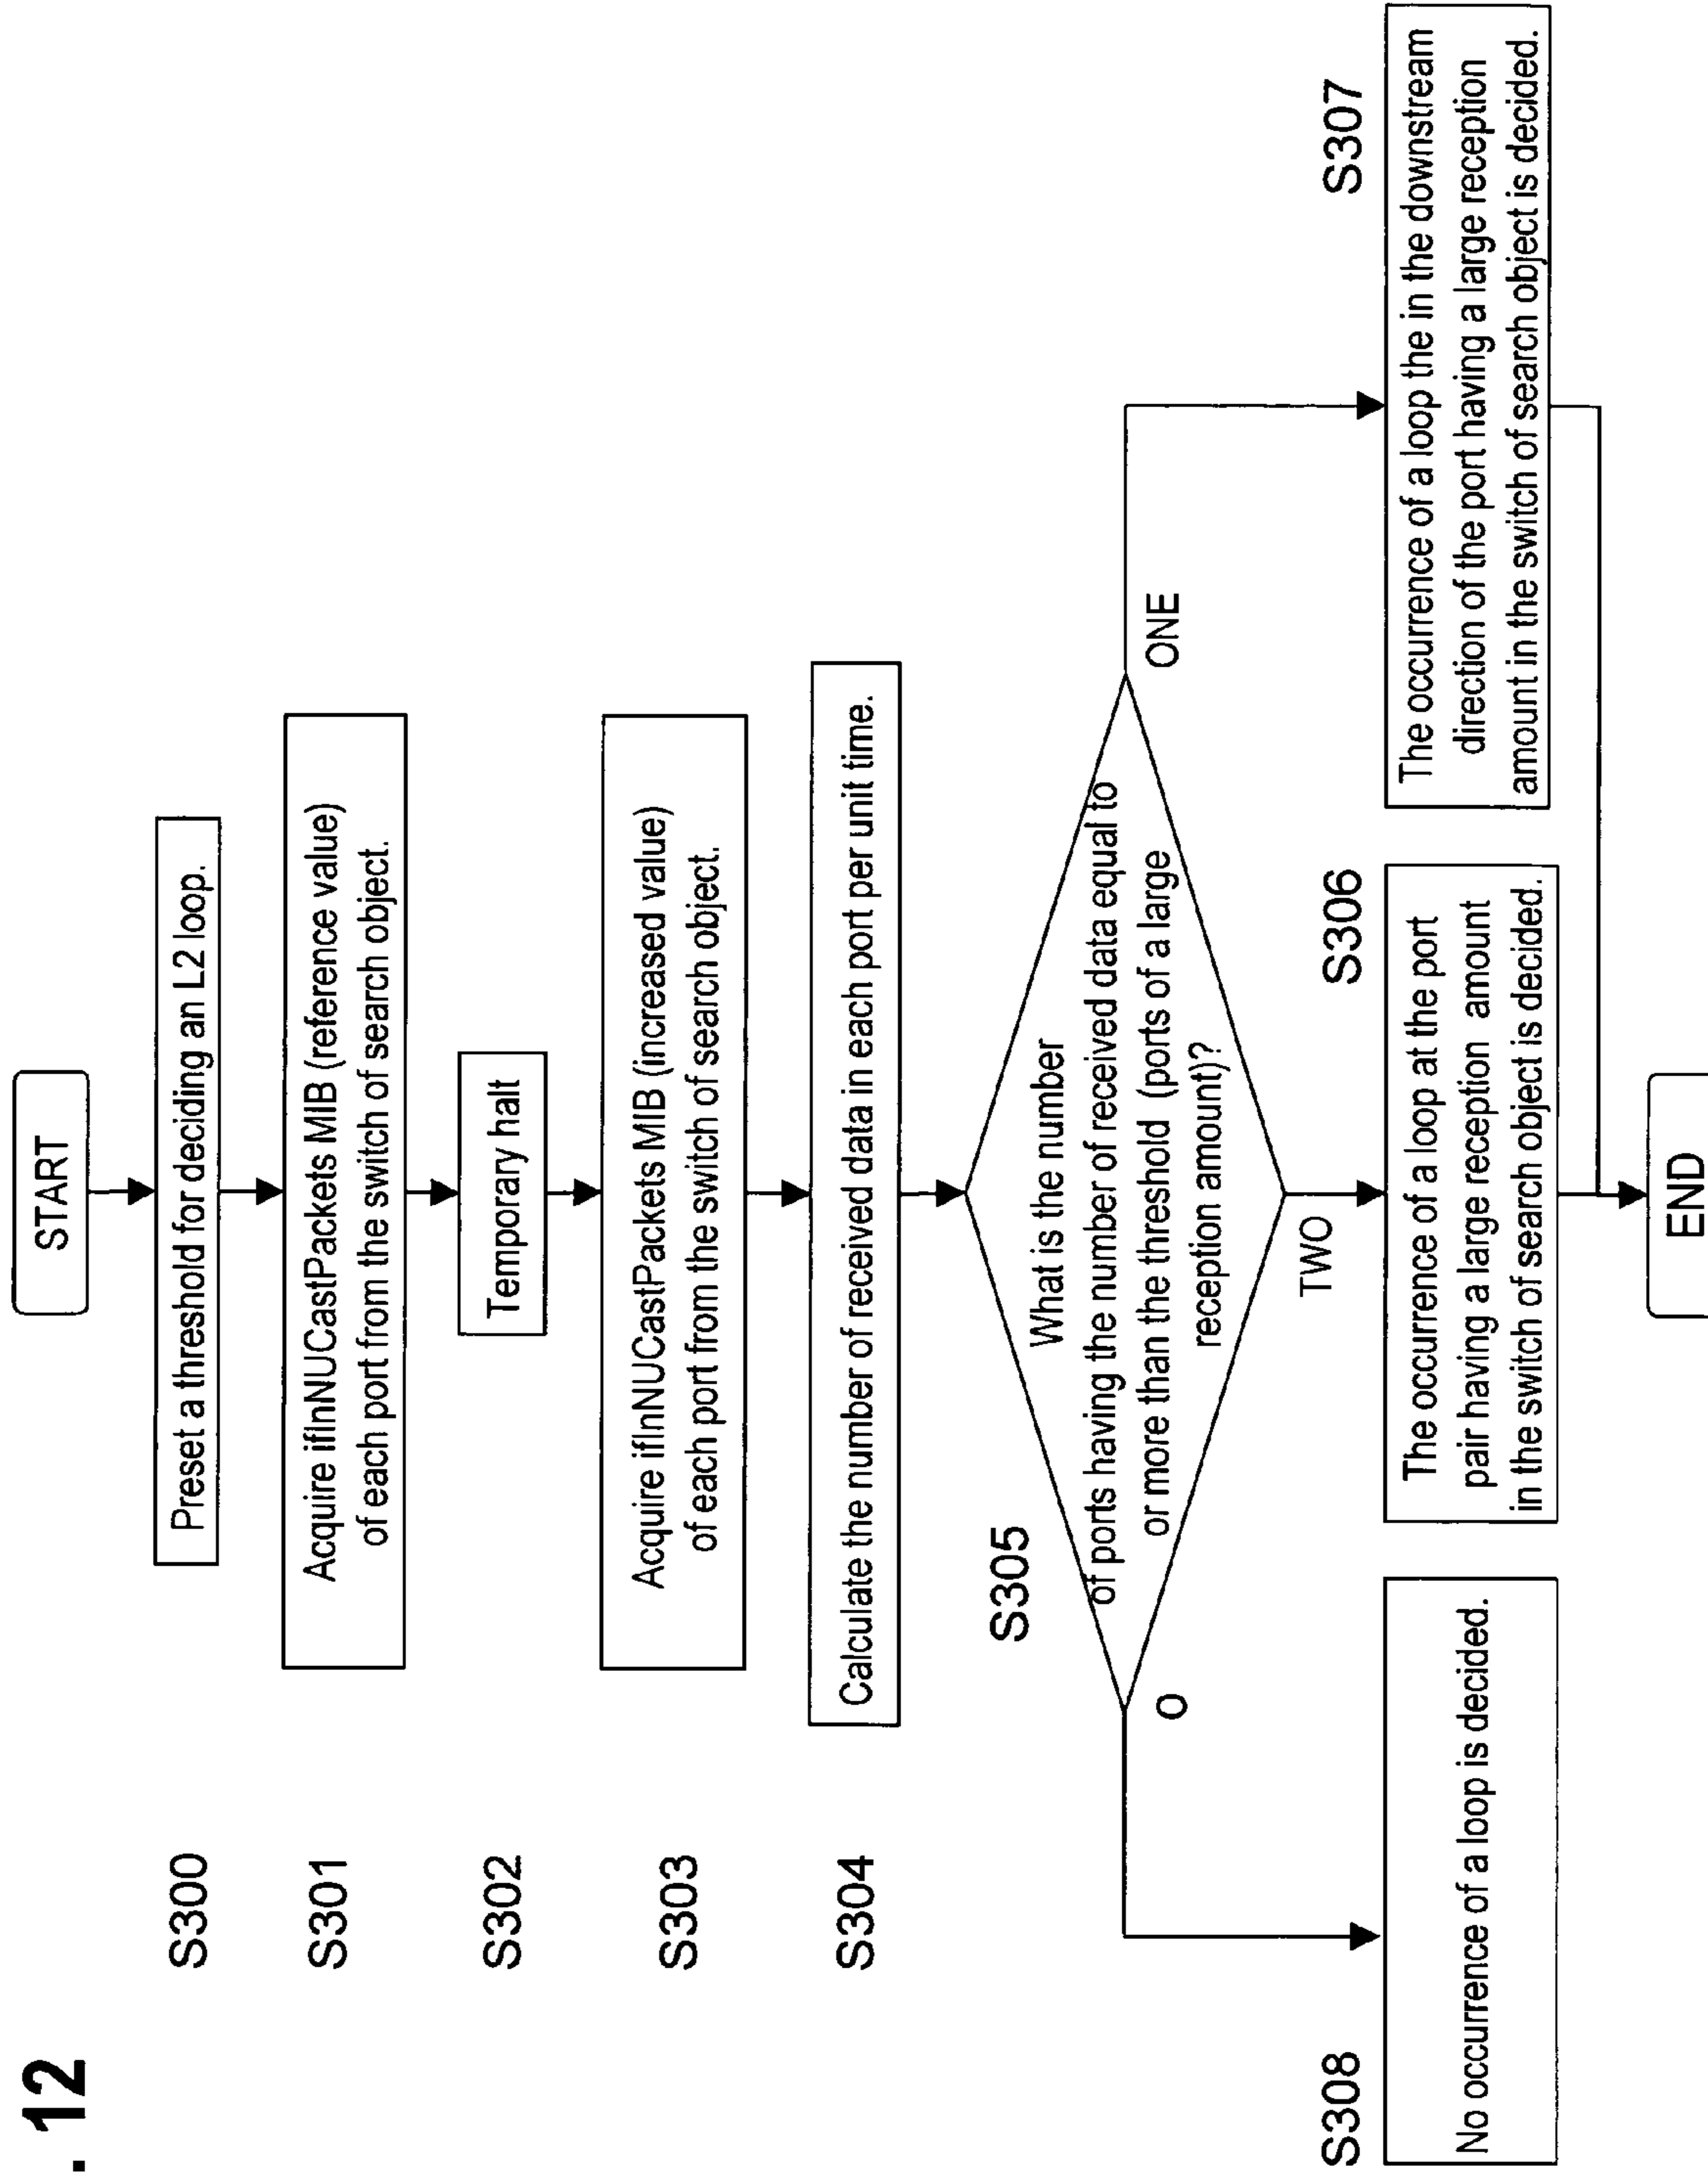 . 12
START
S300
Preset a threshold for deciding an L2 loop.
S301
Acquire ifInNUCastPackets MIB (reference value)
of each port from the switch of search object.
S302
Temporary halt
S303
Acquire ifInNUCastPackets MIB (increased value)
of each port from the switch of search object.
S304
Calculate the number of received data in each port per unit time.
S305
What is the number
of ports having the number of received data equal to
or more than the threshold (ports of a large
reception amount)?
O
TWO
ONE
S308
No occurrence of a loop is decided.
S306
The occurrence of a loop at the port
pair having a large reception amount
in the switch of search object is decided.
S307
The occurrence of a loop the in the downstream
direction of the port having a large reception
amount in the switch of search object is decided.
END